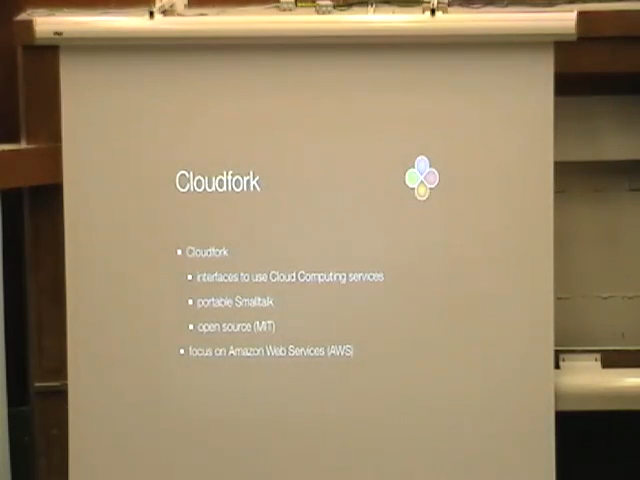 Cloudfork
Cloudfork
interfaces to use Cloud Computing services
portable Smalltalk
open source (MIT)
focus on Amazon Web Services (AWS)